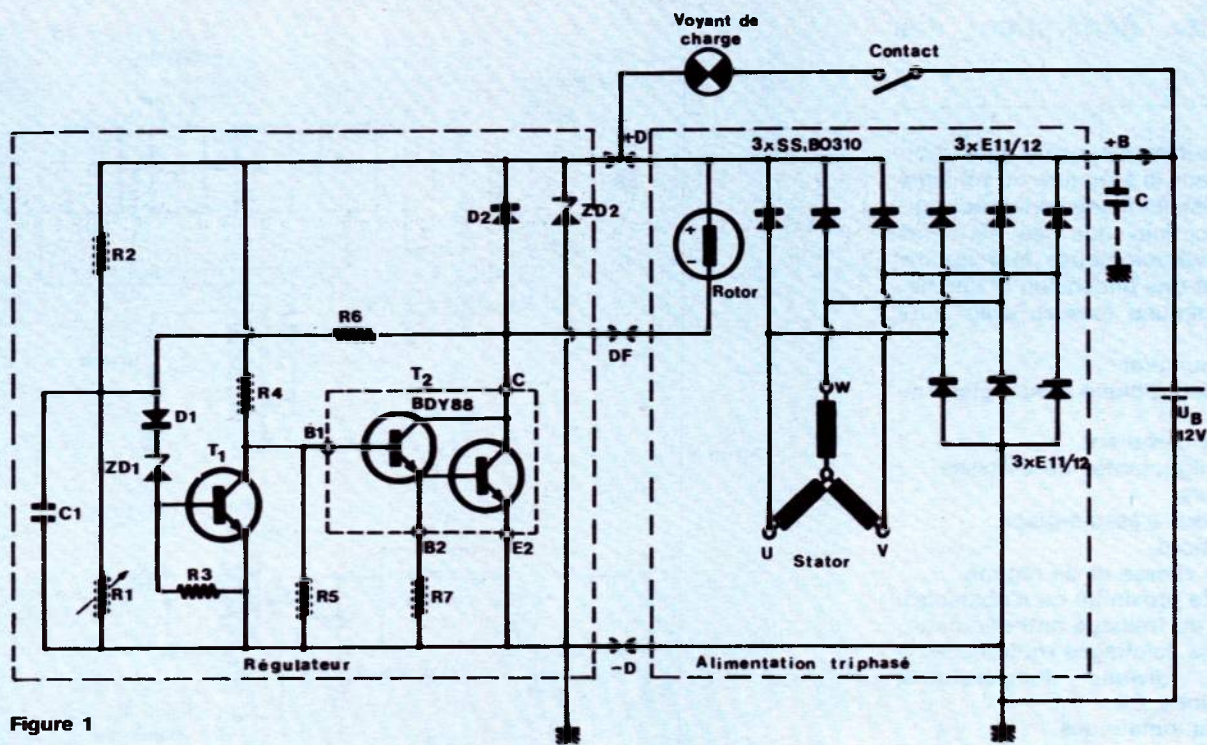 Voyant de
charge
Contact
+D
3xSS,BO310
3xE11/12
+B
C
D2
ZD2
R2
+
-
Rotor
R6
DF
T2
C
R4
BDY88
W
D1
B1
UB
12V
ZD1
T1
3xE11/12
C1
B2
E2
U
V
Stator
R3
R1
R5
R7
Régulateur
-D
Alimentation triphasé
Figure 1